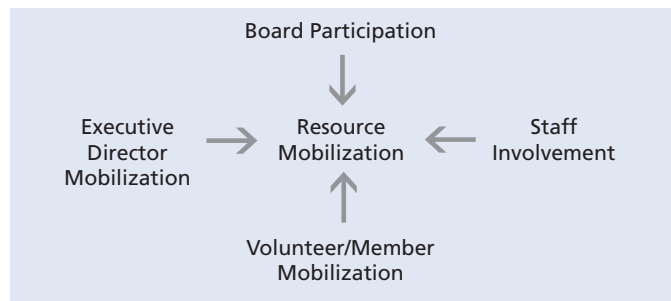 Board Participation
Executive
Director
Mobilization
Resource
Mobilization
Staff
Involvement
Volunteer/Member
Mobilization